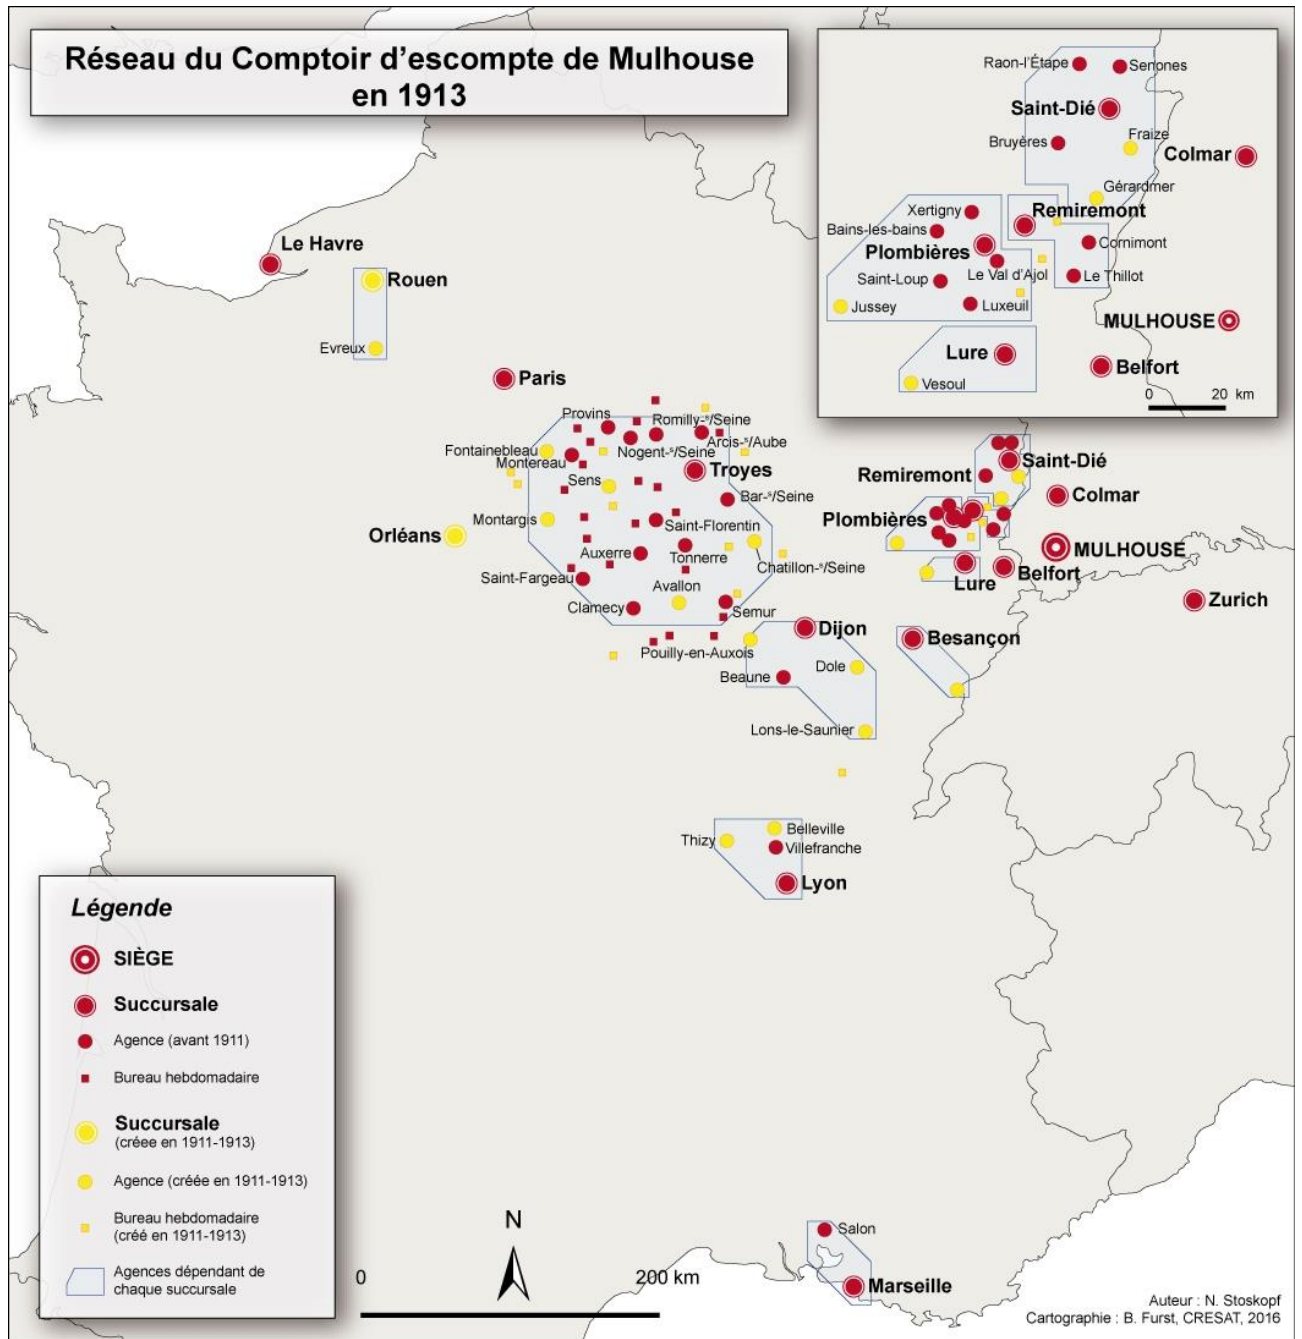 Réseau du Comptoir d'escompte de Mulhouse
en 1913
Raon-l'Étape
Senones
Saint-Dié
Fraize
Bruyères
Colmar
Gérardmer
Xertigny
Remiremont
Bains-les-bains
Cornimont
Plombières
Le Val d'Ajol
Le Thillot
Saint-Loup
Jussey
Luxeuil
MULHOUSE
Lure
Belfort
Vesoul
0 20 km
Le Havre
Rouen
Evreux
Paris
Provins
Romilly-s/Seine
Arcis-s/Aube
Fontainebleau
Nogent-s/Seine
Montereau
Troyes
Sens
Bar-s/Seine
Montargis
Saint-Florentin
Orléans
Auxerre
Tonnerre
Chatillon-s/Seine
Saint-Fargeau
Avallon
Clamecy
Semur
Pouilly-en-Auxois
Dijon
Beaune
Dole
Lons-le-Saunier
Remiremont
Saint-Dié
Colmar
Plombières
MULHOUSE
Lure
Belfort
Zurich
Besançon
Belleville
Thizy
Villefranche
Lyon
Salon
Marseille
Légende
SIÈGE
Succursale
Agence (avant 1911)
Bureau hebdomadaire
Succursale
(créee en 1911-1913)
Agence (créée en 1911-1913)
Bureau hebdomadaire
(créé en 1911-1913)
Agences dépendant de
chaque succursale
N
0 200 km
Auteur : N. Stoskopf
Cartographie : B. Furst, CRESAT, 2016